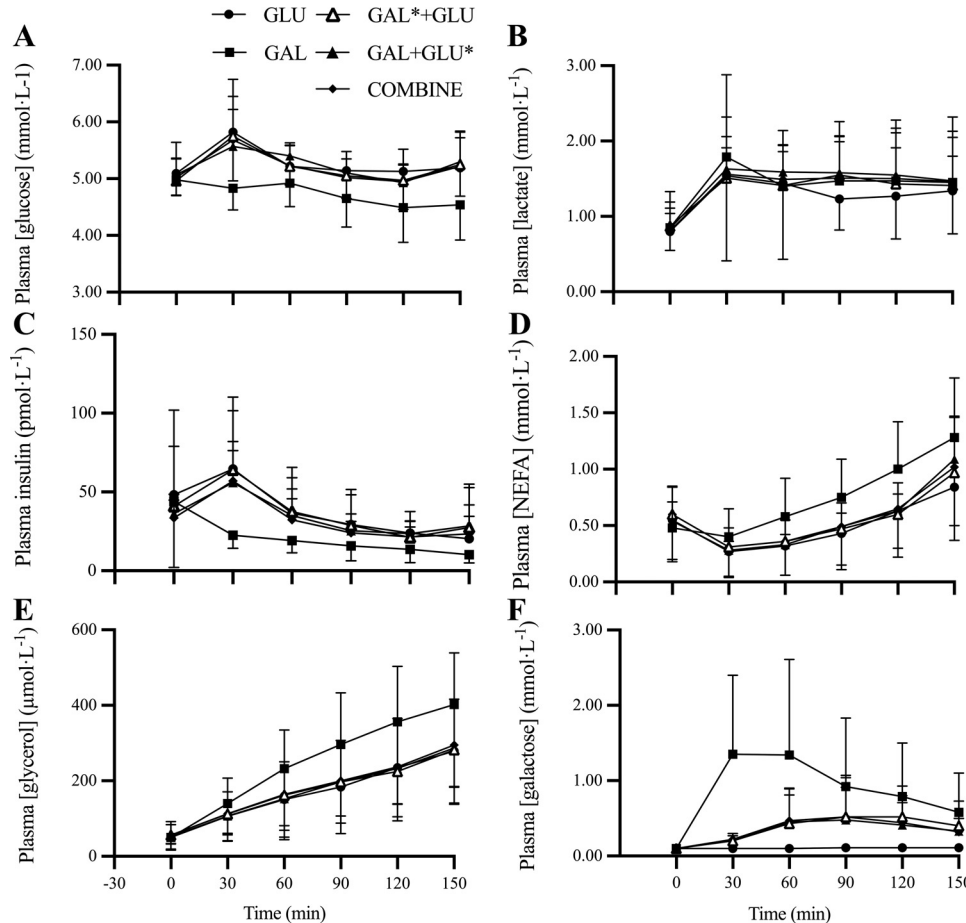 GLU GAL*+GLU
GAL GAL+GLU*
COMBINE
A
Plasma [glucose] (mmol·L-1)
7.00
6.00
5.00
4.00
3.00
B
Plasma [lactate] (mmol·L⁻¹)
3.00
2.00
1.00
0.00
C
Plasma insulin (pmol·L⁻¹)
150
100
50
0
D
Plasma [NEFA] (mmol·L⁻¹)
2.00
1.50
1.00
0.50
0.00
E
Plasma [glycerol] (μmol·L⁻¹)
600
400
200
0
-30 0 30 60 90 120 150
Time (min)
F
Plasma [galactose] (mmol·L⁻¹)
3.00
2.00
1.00
0.00
0 30 60 90 120 150
Time (min)